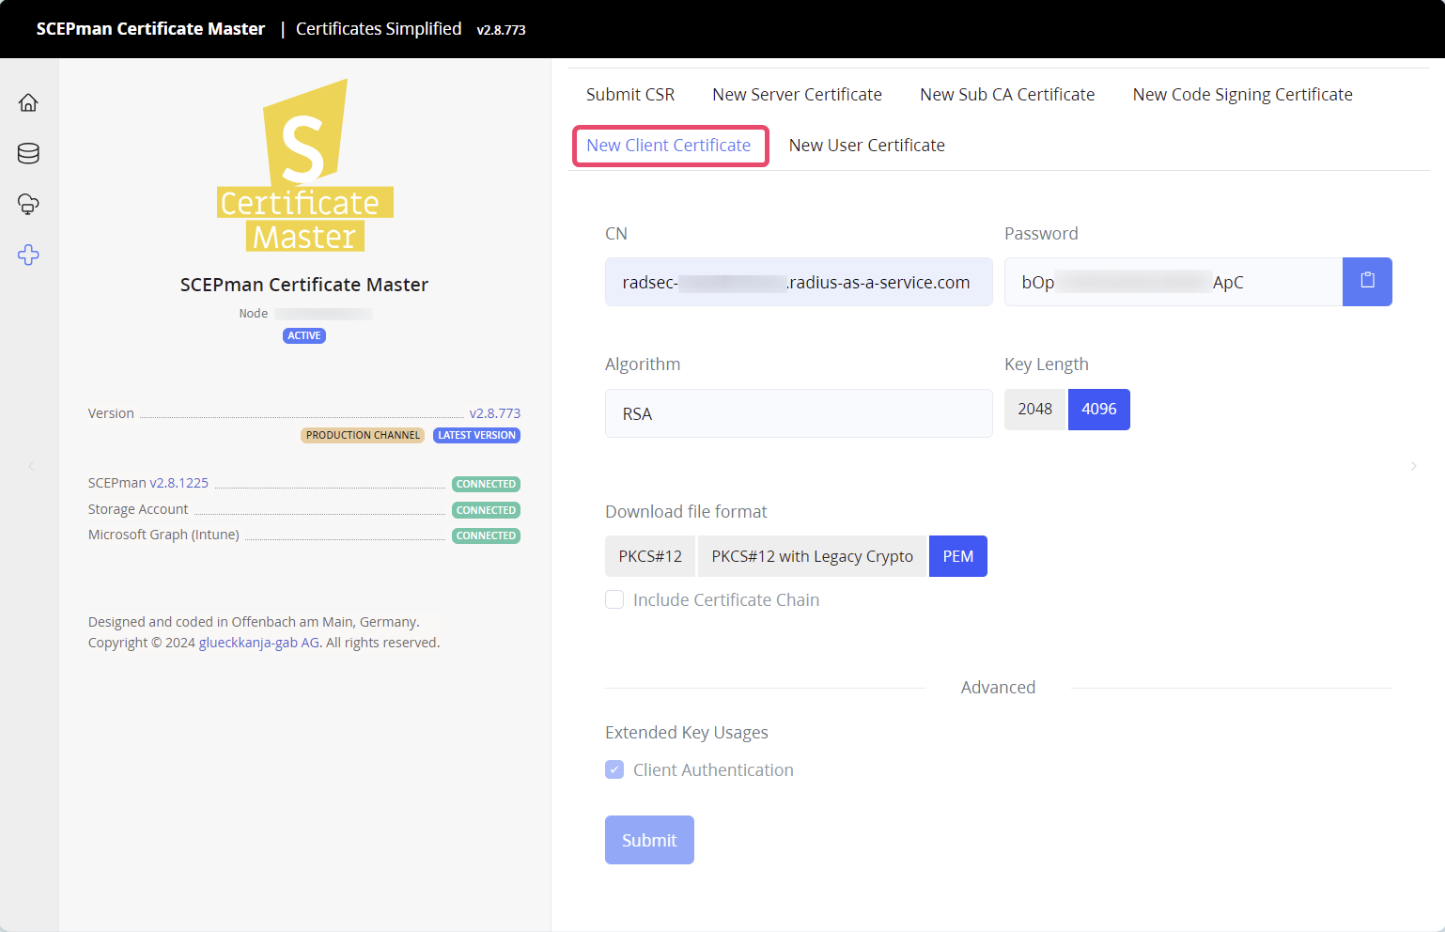 SCEPman Certificate Master | Certificates Simplified v2.8.773
S
Certificate
Master
SCEPman Certificate Master
Node
ACTIVE
Version v2.8.773
PRODUCTION CHANNEL LATEST VERSION
SCEPman v2.8.1225 CONNECTED
Storage Account CONNECTED
Microsoft Graph (Intune) CONNECTED
Designed and coded in Offenbach am Main, Germany.
Copyright © 2024 glueckkanja-gab AG. All rights reserved.
Submit CSR New Server Certificate New Sub CA Certificate New Code Signing Certificate
New Client Certificate New User Certificate
CN Password
radsec- .radius-as-a-service.com bOp ApC
Algorithm Key Length
RSA 2048 4096
Download file format
PKCS#12 PKCS#12 with Legacy Crypto PEM
Include Certificate Chain
Advanced
Extended Key Usages
Client Authentication
Submit